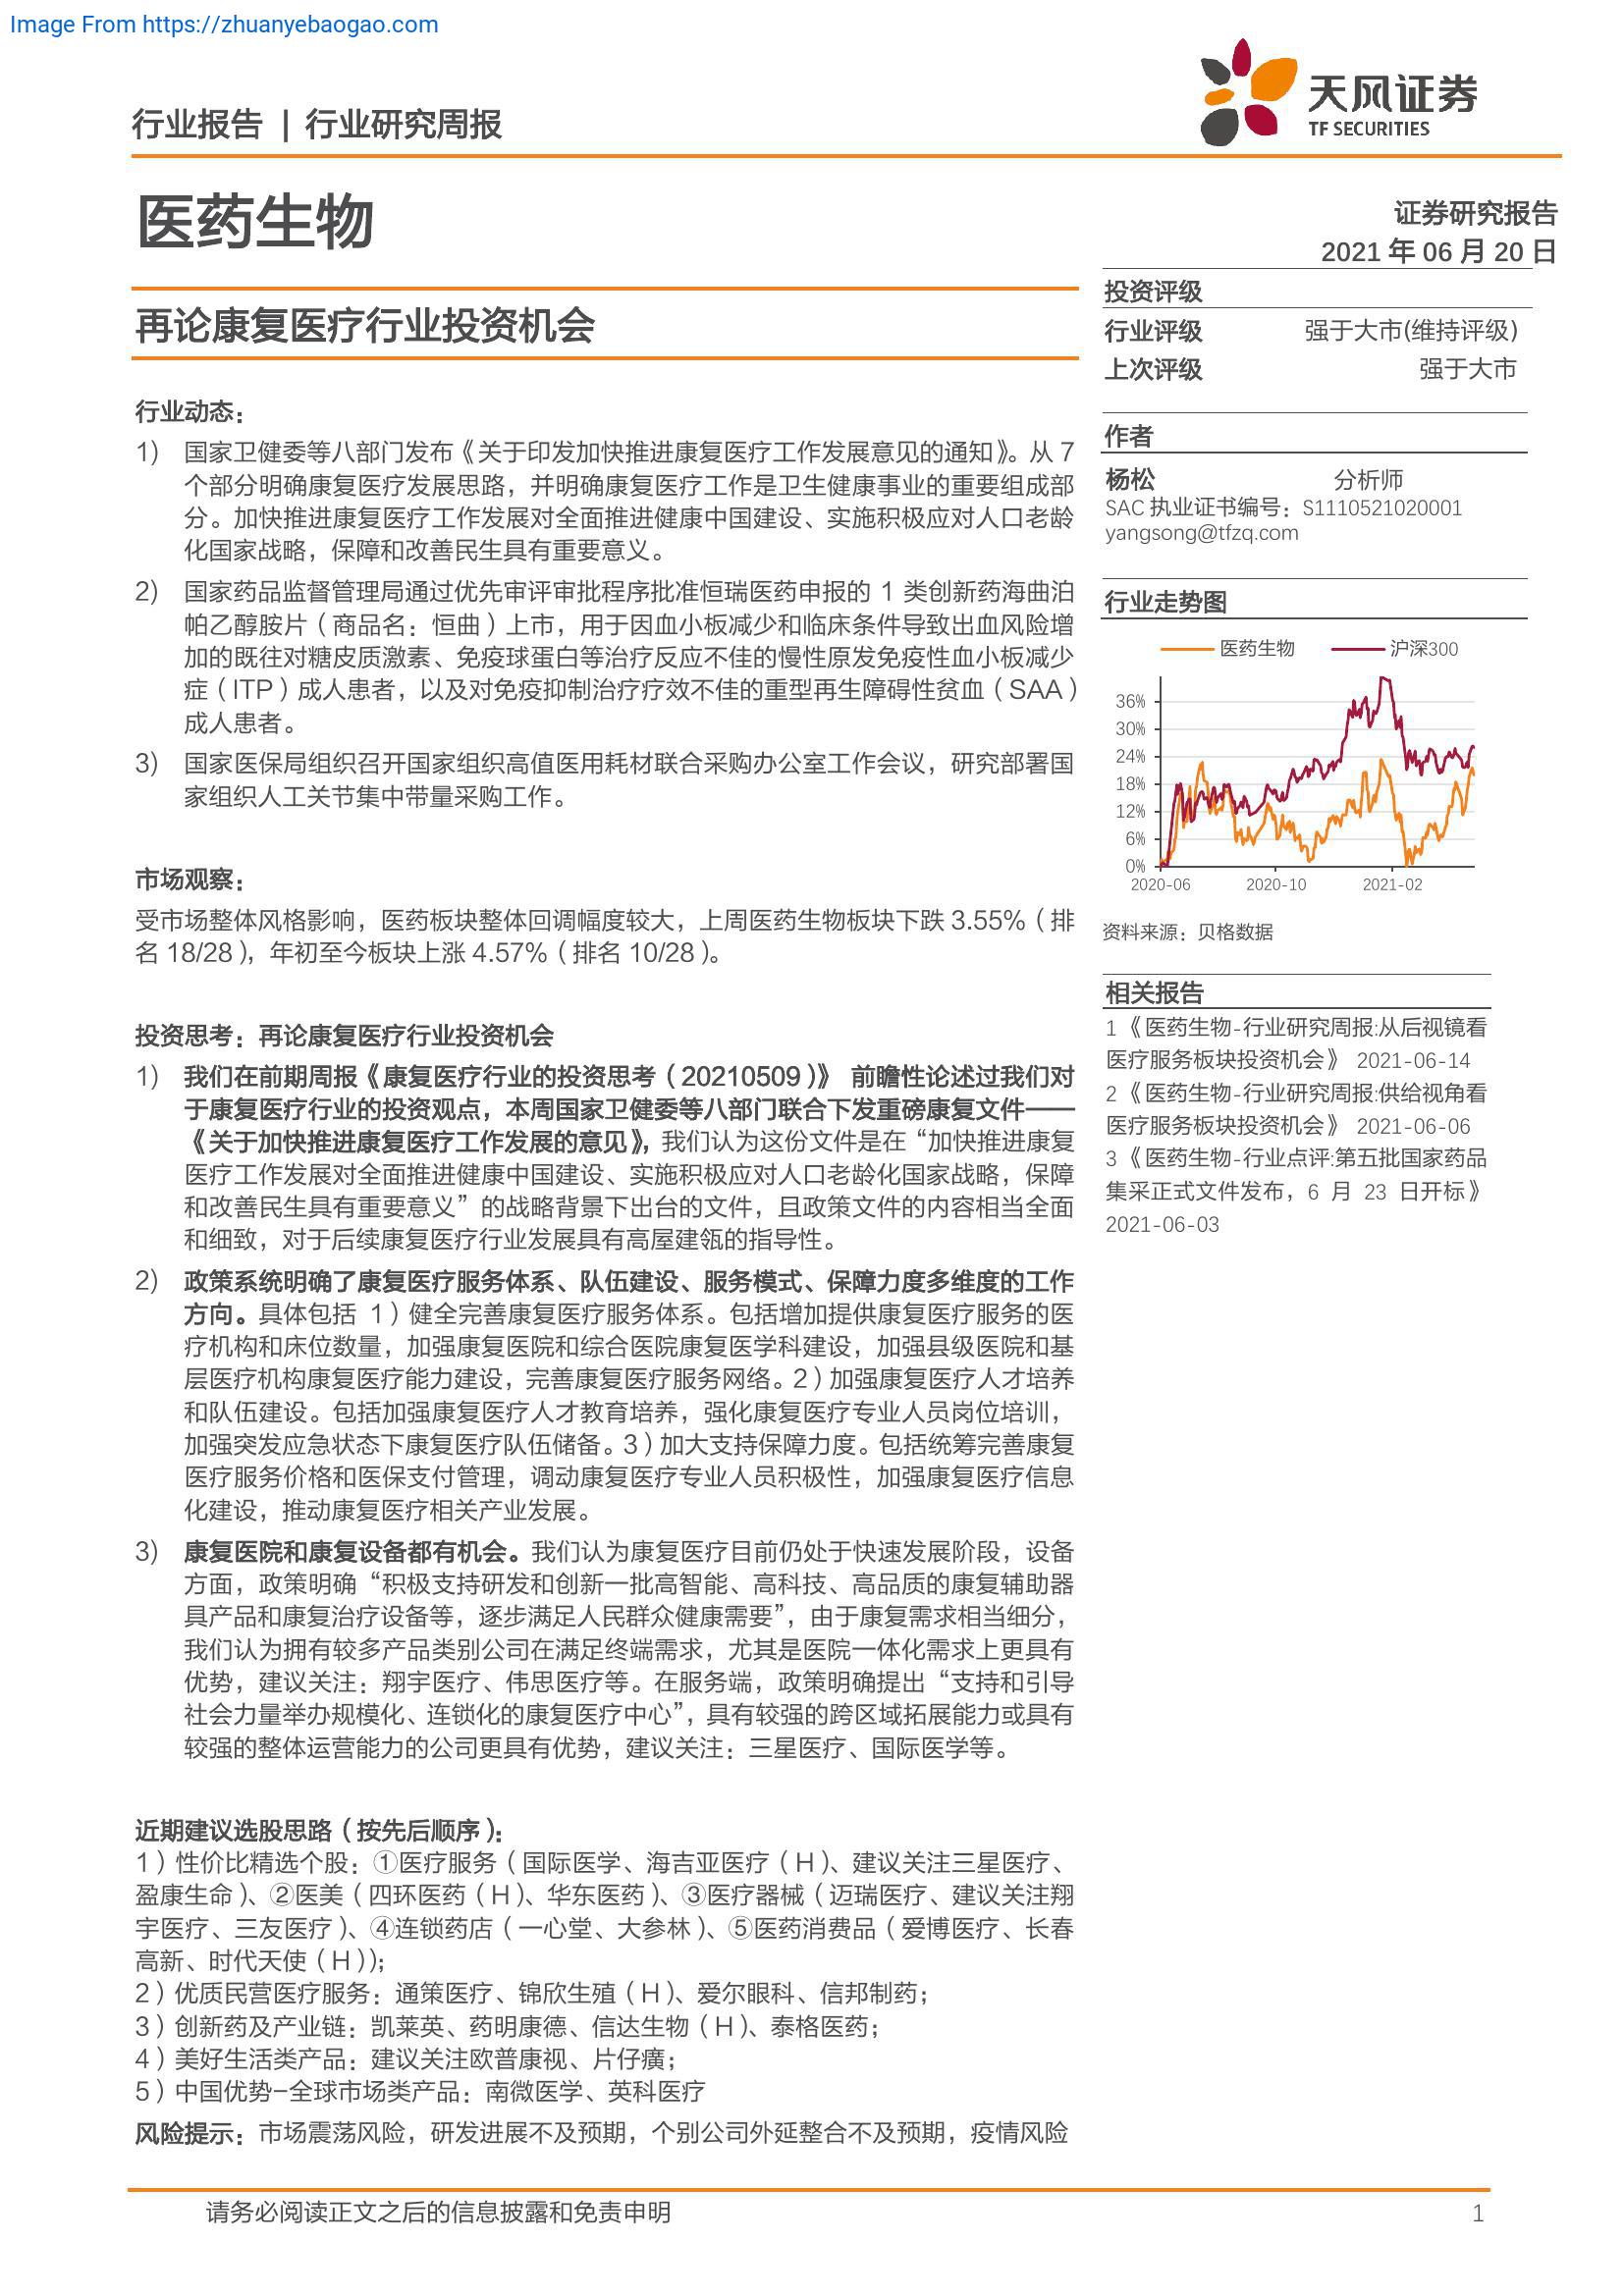 Image From https://zhuanyebaogao.com
行业报告 | 行业研究周报
天风证券
TF SECURITIES
医药生物
证券研究报告
2021 年 06 月 20 日
再论康复医疗行业投资机会
行业动态：
1) 国家卫健委等八部门发布《关于印发加快推进康复医疗工作发展意见的通知》。从 7
个部分明确康复医疗发展思路，并明确康复医疗工作是卫生健康事业的重要组成部
分。加快推进康复医疗工作发展对全面推进健康中国建设、实施积极应对人口老龄
化国家战略，保障和改善民生具有重要意义。
2) 国家药品监督管理局通过优先审评审批程序批准恒瑞医药申报的 1 类创新药海曲泊
帕乙醇胺片（商品名：恒曲）上市，用于因血小板减少和临床条件导致出血风险增
加的既往对糖皮质激素、免疫球蛋白等治疗反应不佳的慢性原发免疫性血小板减少
症（ITP）成人患者，以及对免疫抑制治疗疗效不佳的重型再生障碍性贫血（SAA）
成人患者。
3) 国家医保局组织召开国家组织高值医用耗材联合采购办公室工作会议，研究部署国
家组织人工关节集中带量采购工作。
市场观察：
受市场整体风格影响，医药板块整体回调幅度较大，上周医药生物板块下跌 3.55%（排
名 18/28），年初至今板块上涨 4.57%（排名 10/28）。
投资思考：再论康复医疗行业投资机会
1) 我们在前期周报《康复医疗行业的投资思考（20210509）》 前瞻性论述过我们对
于康复医疗行业的投资观点，本周国家卫健委等八部门联合下发重磅康复文件——
《关于加快推进康复医疗工作发展的意见》，我们认为这份文件是在“加快推进康复
医疗工作发展对全面推进健康中国建设、实施积极应对人口老龄化国家战略，保障
和改善民生具有重要意义”的战略背景下出台的文件，且政策文件的内容相当全面
和细致，对于后续康复医疗行业发展具有高屋建瓴的指导性。
2) 政策系统明确了康复医疗服务体系、队伍建设、服务模式、保障力度多维度的工作
方向。具体包括 1）健全完善康复医疗服务体系。包括增加提供康复医疗服务的医
疗机构和床位数量，加强康复医院和综合医院康复医学科建设，加强县级医院和基
层医疗机构康复医疗能力建设，完善康复医疗服务网络。2）加强康复医疗人才培养
和队伍建设。包括加强康复医疗人才教育培养，强化康复医疗专业人员岗位培训，
加强突发应急状态下康复医疗队伍储备。3）加大支持保障力度。包括统筹完善康复
医疗服务价格和医保支付管理，调动康复医疗专业人员积极性，加强康复医疗信息
化建设，推动康复医疗相关产业发展。
3) 康复医院和康复设备都有机会。我们认为康复医疗目前仍处于快速发展阶段，设备
方面，政策明确“积极支持研发和创新一批高智能、高科技、高品质的康复辅助器
具产品和康复治疗设备等，逐步满足人民群众健康需要”，由于康复需求相当细分，
我们认为拥有较多产品类别公司在满足终端需求，尤其是医院一体化需求上更具有
优势，建议关注：翔宇医疗、伟思医疗等。在服务端，政策明确提出“支持和引导
社会力量举办规模化、连锁化的康复医疗中心”，具有较强的跨区域拓展能力或具有
较强的整体运营能力的公司更具有优势，建议关注：三星医疗、国际医学等。
近期建议选股思路（按先后顺序）：
1）性价比精选个股：①医疗服务（国际医学、海吉亚医疗（H）、建议关注三星医疗、
盈康生命）、②医美（四环医药（H）、华东医药）、③医疗器械（迈瑞医疗、建议关注翔
宇医疗、三友医疗）、④连锁药店（一心堂、大参林）、⑤医药消费品（爱博医疗、长春
高新、时代天使（H））；
2）优质民营医疗服务：通策医疗、锦欣生殖（H）、爱尔眼科、信邦制药；
3）创新药及产业链：凯莱英、药明康德、信达生物（H）、泰格医药；
4）美好生活类产品：建议关注欧普康视、片仔癀；
5）中国优势-全球市场类产品：南微医学、英科医疗
风险提示：市场震荡风险，研发进展不及预期，个别公司外延整合不及预期，疫情风险
投资评级
行业评级 强于大市(维持评级)
上次评级 强于大市
作者
杨松 分析师
SAC 执业证书编号：S1110521020001
yangsong@tfzq.com
行业走势图
医药生物 沪深300
36%
30%
24%
18%
12%
6%
0%
2020-06 2020-10 2021-02
资料来源：贝格数据
相关报告
1 《医药生物-行业研究周报:从后视镜看
医疗服务板块投资机会》 2021-06-14
2 《医药生物-行业研究周报:供给视角看
医疗服务板块投资机会》 2021-06-06
3 《医药生物-行业点评:第五批国家药品
集采正式文件发布，6 月 23 日开标》
2021-06-03
请务必阅读正文之后的信息披露和免责申明 1